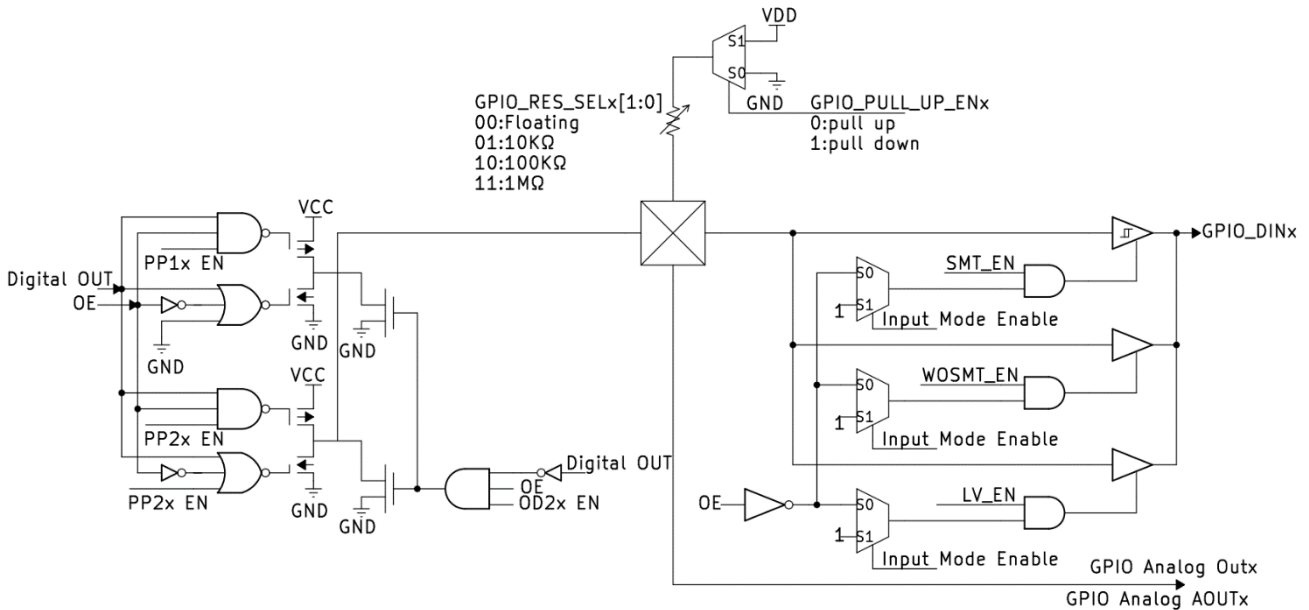 VDD
S1
S0
GND
GPIO_RES_SELx[1:0]
00:Floating
01:10KΩ
10:100KΩ
11:1MΩ
GPIO_PULL_UP_ENx
0:pull up
1:pull down
VCC
PP1x EN
Digital OUT
OE
GND
GND
GND
VCC
PP2x EN
PP2x EN
GND
GND
Digital OUT
OE
OD2x EN
GPIO_DINx
SMT_EN
S0
S1
1
Input Mode Enable
WOSMT_EN
S0
S1
1
Input Mode Enable
OE
LV_EN
S0
S1
1
Input Mode Enable
GPIO Analog Outx
GPIO Analog AOUTx